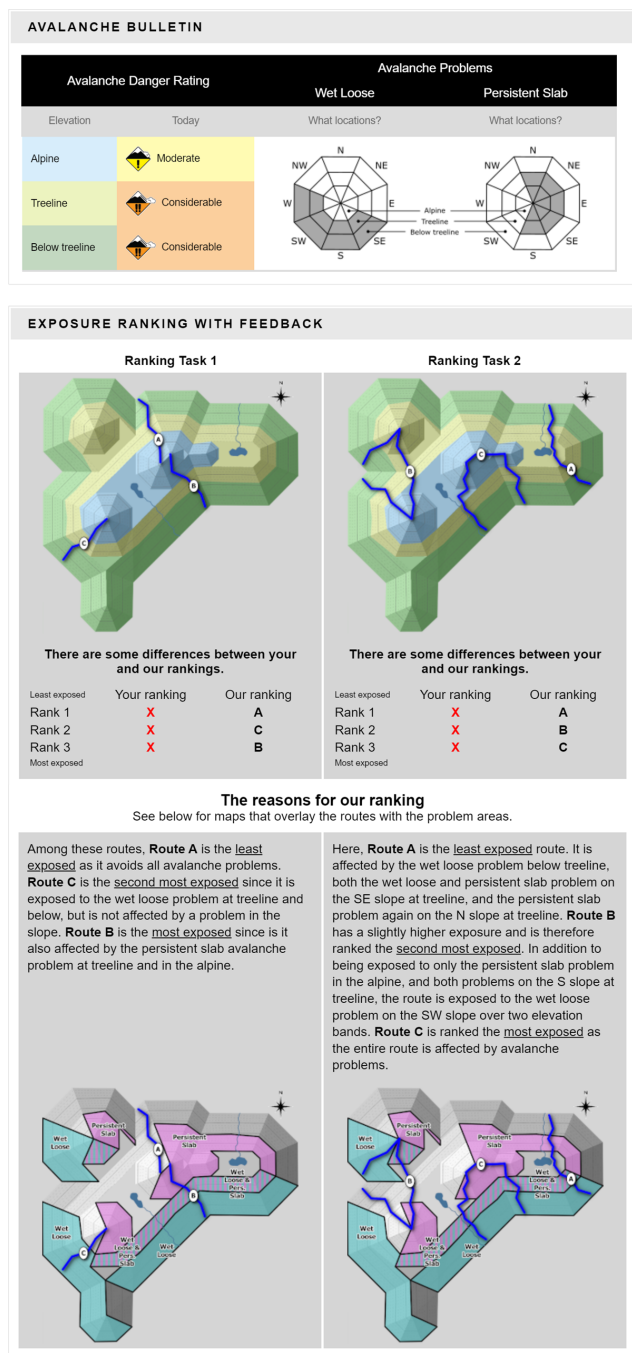 AVALANCHE BULLETIN
Avalanche Danger Rating
Avalanche Problems
Wet Loose
Persistent Slab
Elevation
Today
What locations?
What locations?
Alpine
Moderate
Treeline
Considerable
Below treeline
Considerable
N
NW
NE
W
E
SW
SE
S
Alpine
Treeline
Below treeline
N
NW
NE
W
E
SW
SE
S
EXPOSURE RANKING WITH FEEDBACK
Ranking Task 1
N
A
B
C
There are some differences between your
and our rankings.
Least exposed Your ranking Our ranking
Rank 1 X A
Rank 2 X C
Rank 3 X B
Most exposed
Ranking Task 2
N
C
A
B
There are some differences between your
and our rankings.
Least exposed Your ranking Our ranking
Rank 1 X A
Rank 2 X B
Rank 3 X C
Most exposed
The reasons for our ranking
See below for maps that overlay the routes with the problem areas.
Among these routes, Route A is the least
exposed as it avoids all avalanche problems.
Route C is the second most exposed since it is
exposed to the wet loose problem at treeline and
below, but is not affected by a problem in the
slope. Route B is the most exposed since is it
also affected by the persistent slab avalanche
problem at treeline and in the alpine.
Here, Route A is the least exposed route. It is
affected by the wet loose problem below treeline,
both the wet loose and persistent slab problem on
the SE slope at treeline, and the persistent slab
problem again on the N slope at treeline. Route B
has a slightly higher exposure and is therefore
ranked the second most exposed. In addition to
being exposed to only the persistent slab problem
in the alpine, and both problems on the S slope at
treeline, the route is exposed to the wet loose
problem on the SW slope over two elevation
bands. Route C is ranked the most exposed as
the entire route is affected by avalanche
problems.
N
Persistent
Slab
Wet
Loose
Persistent
Slab
A
Wet
Loose & Pers.
Slab
B
Wet
Loose
C
Wet
Loose &
Pers.
Slab
Wet
Loose
N
Persistent
Slab
Wet
Loose
Persistent
Slab
C
Wet
Loose & Pers.
Slab
A
B
Wet
Loose
Wet
Loose &
Pers.
Slab
Wet
Loose